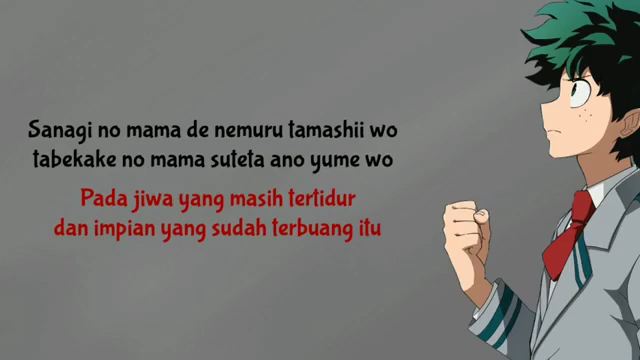 Sanagi no mama de nemuru tamashii wo
tabekake no mama suteta ano yume wo
Pada jiwa yang masih tertidur
dan impian yang sudah terbuang itu